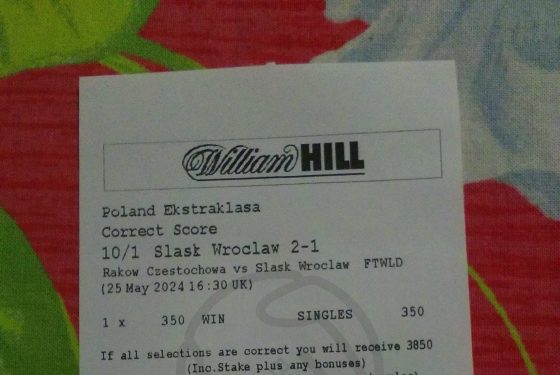 William HILL
Poland Ekstraklasa
Correct Score
10/1 Slask Wroclaw 2-1
Rakow Czestochowa vs Slask Wroclaw FTWLD
(25 May 2024 16:30 UK)
1 x 350 WIN SINGLES 350
If all selections are correct you will receive 3850
(Inc.Stake plus any bonuses)